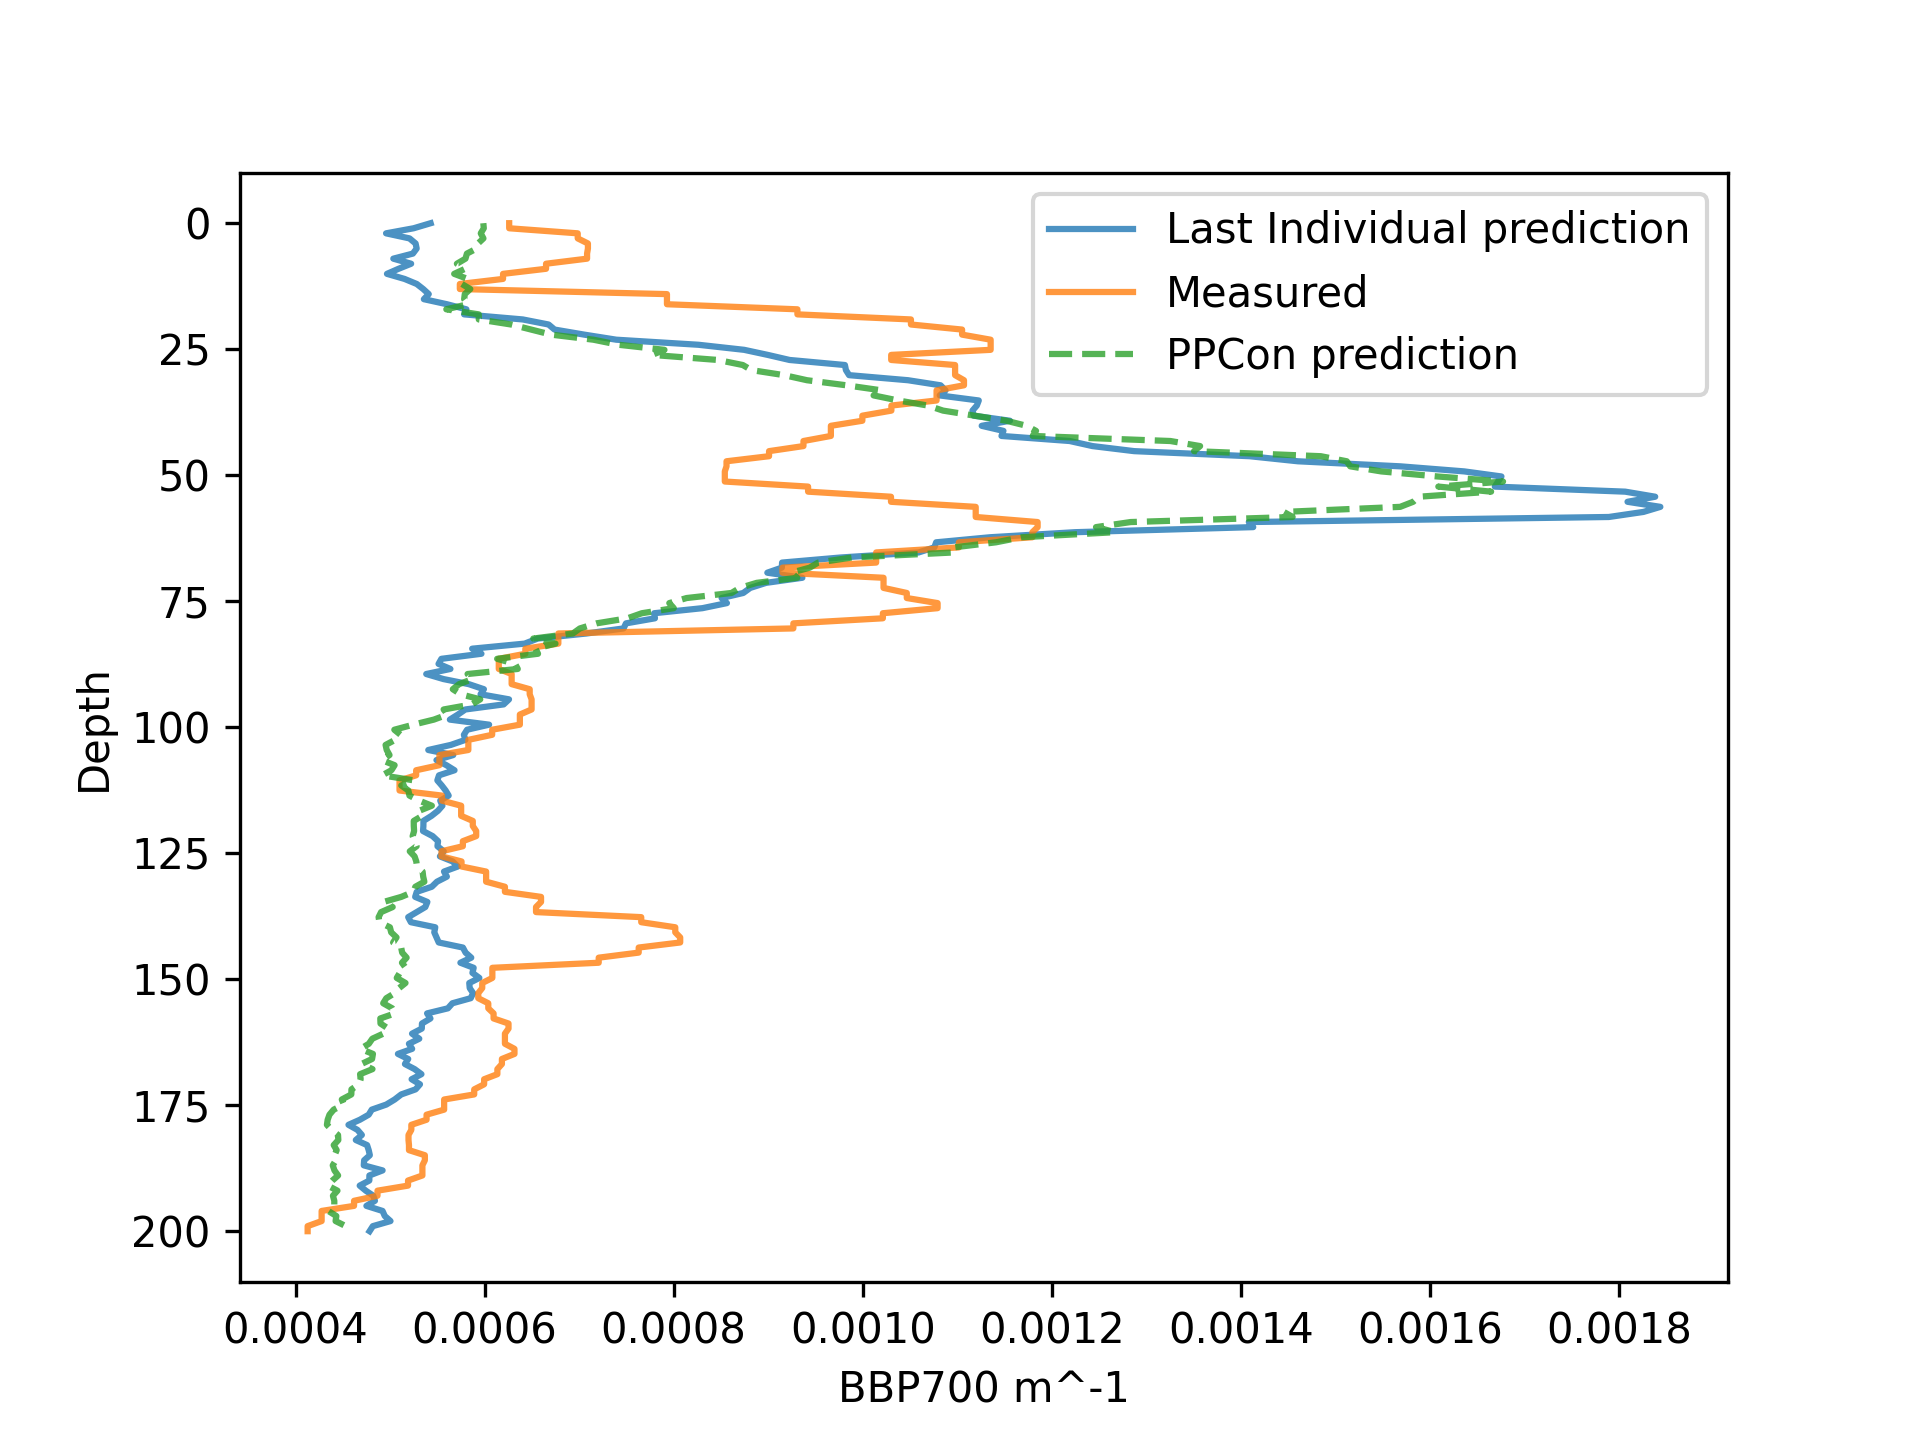 Last Individual prediction
Measured
PPCon prediction
0
25
50
75
100
125
150
175
200
Depth
0.0004 0.0006 0.0008 0.0010 0.0012 0.0014 0.0016 0.0018
BBP700 m^-1